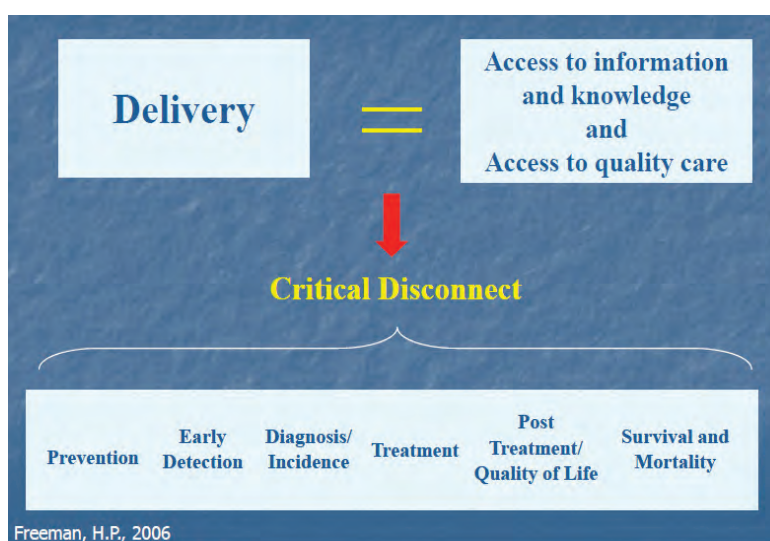 Delivery
Access to information
and knowledge
and
Access to quality care
Critical Disconnect
Prevention
Early
Detection
Diagnosis/
Incidence
Treatment
Post
Treatment/
Quality of Life
Survival and
Mortality
Freeman, H.P., 2006